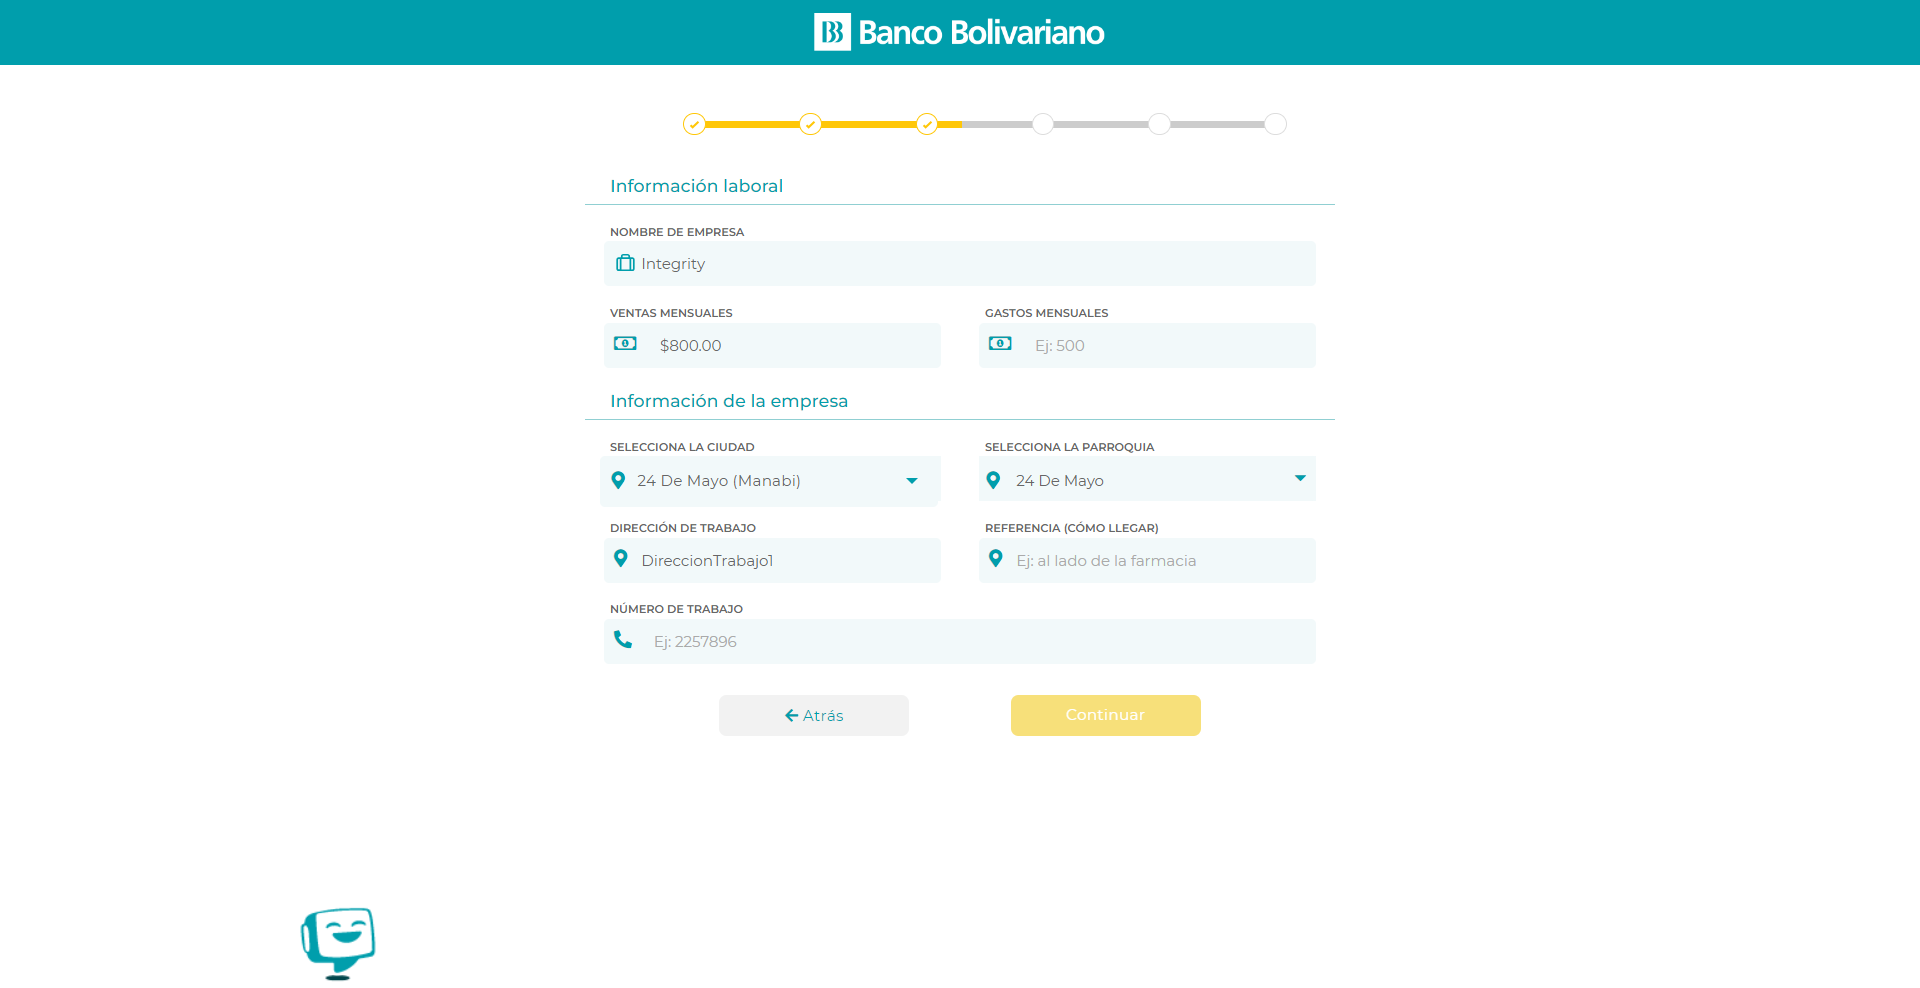 Banco Bolivariano
Información laboral
NOMBRE DE EMPRESA
Integrity
VENTAS MENSUALES
GASTOS MENSUALES
$800.00
Ej: 500
Información de la empresa
SELECCIONA LA CIUDAD
SELECCIONA LA PARROQUIA
24 De Mayo (Manabi)
24 De Mayo
DIRECCIÓN DE TRABAJO
REFERENCIA (CÓMO LLEGAR)
DireccionTrabajo1
Ej: al lado de la farmacia
NÚMERO DE TRABAJO
Ej: 2257896
Atrás
Continuar